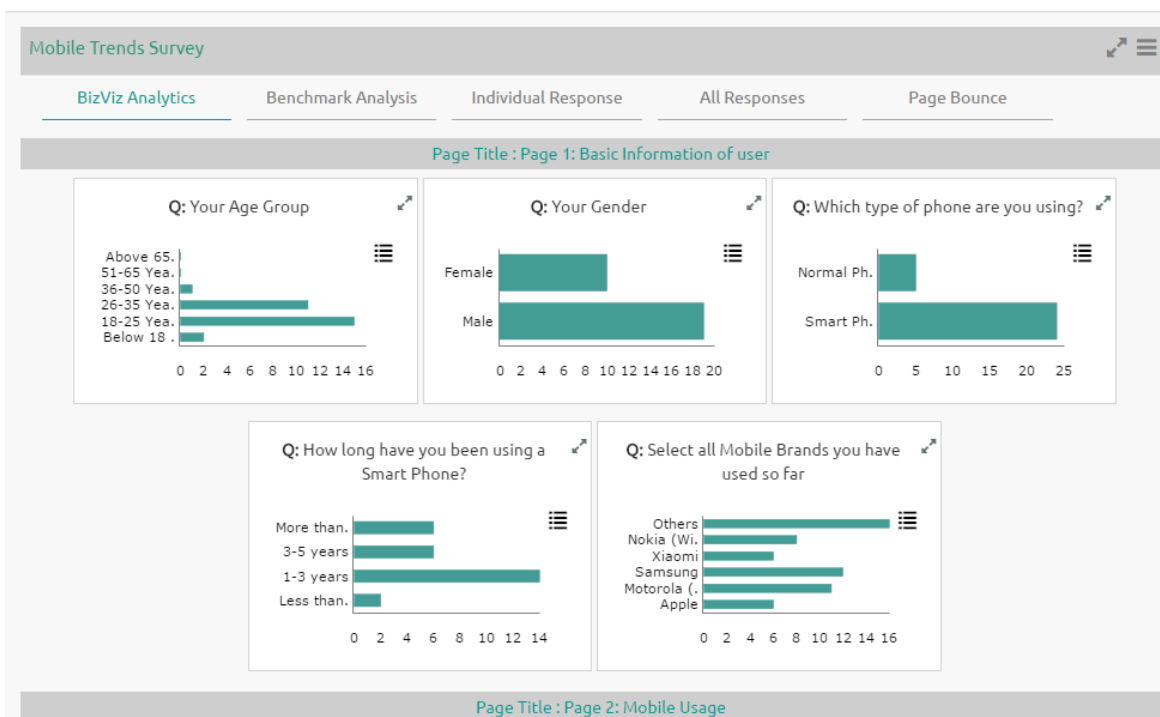 Mobile Trends Survey
BizViz Analytics Benchmark Analysis Individual Response All Responses Page Bounce
Page Title : Page 1: Basic Information of user
Q: Your Age Group
Above 65.
51-65 Yea.
36-50 Yea.
26-35 Yea.
18-25 Yea.
Below 18 .
0 2 4 6 8 10 12 14 16
Q: Your Gender
Female
Male
0 2 4 6 8 10 12 14 16 18 20
Q: Which type of phone are you using?
Normal Ph.
Smart Ph.
0 5 10 15 20 25
Q: How long have you been using a
Smart Phone?
More than.
3-5 years
1-3 years
Less than.
0 2 4 6 8 10 12 14
Q: Select all Mobile Brands you have
used so far
Others
Nokia (Wi.
Xiaomi
Samsung
Motorola (.
Apple
0 2 4 6 8 10 12 14 16
Page Title : Page 2: Mobile Usage